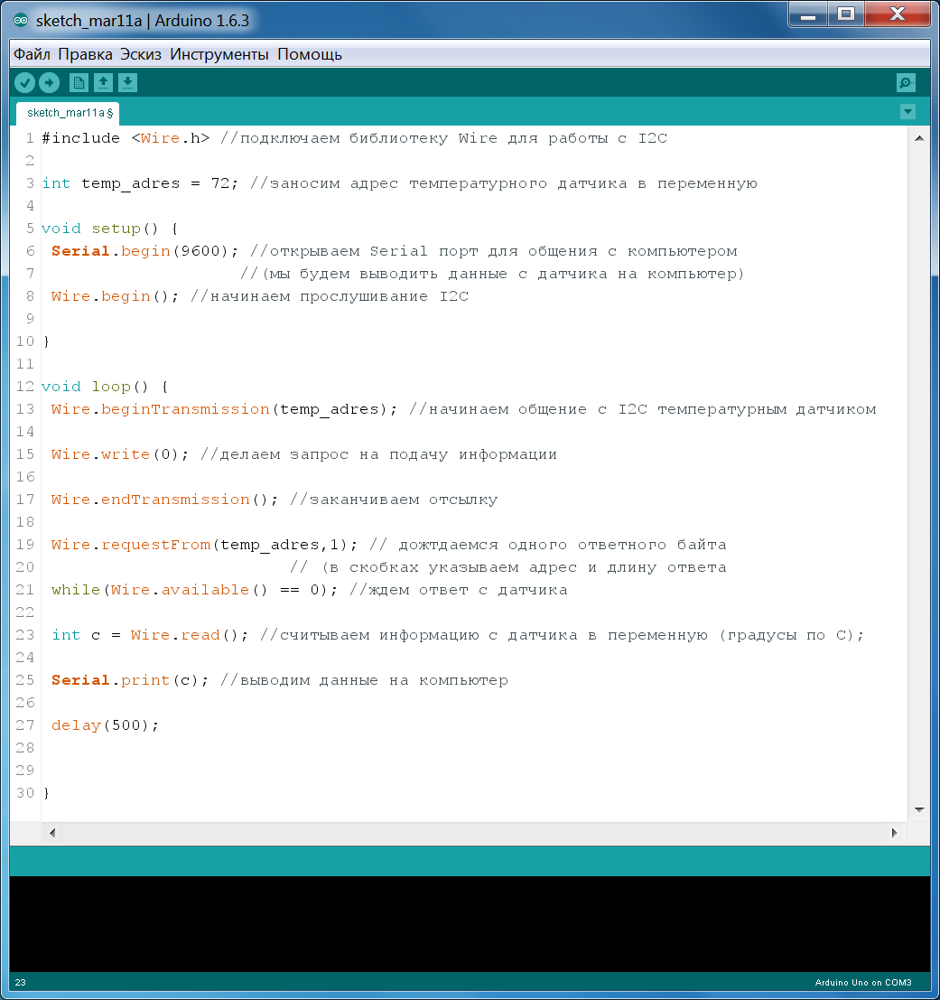 sketch_mar11a | Arduino 1.6.3
Файл Правка Эскиз Инструменты Помощь
sketch_mar11a §
1 #include <Wire.h> //подключаем библиотеку Wire для работы с I2C
2
3 int temp_adres = 72; //заносим адрес температурного датчика в переменную
4
5 void setup() {
6 Serial.begin(9600); //открываем Serial порт для общения с компьютером
7 //(мы будем выводить данные с датчика на компьютер)
8 Wire.begin(); //начинаем прослушивание I2C
9
10 }
11
12 void loop() {
13 Wire.beginTransmission(temp_adres); //начинаем общение с I2C температурным датчиком
14
15 Wire.write(0); //делаем запрос на подачу информации
16
17 Wire.endTransmission(); //заканчиваем отсылку
18
19 Wire.requestFrom(temp_adres,1); // дожтдаемся одного ответного байта
20 // (в скобках указываем адрес и длину ответа
21 while(Wire.available() == 0); //ждем ответ с датчика
22
23 int c = Wire.read(); //считываем информацию с датчика в переменную (градусы по C);
24
25 Serial.print(c); //выводим данные на компьютер
26
27 delay(500);
28
29
30 }
23
Arduino Uno on COM3